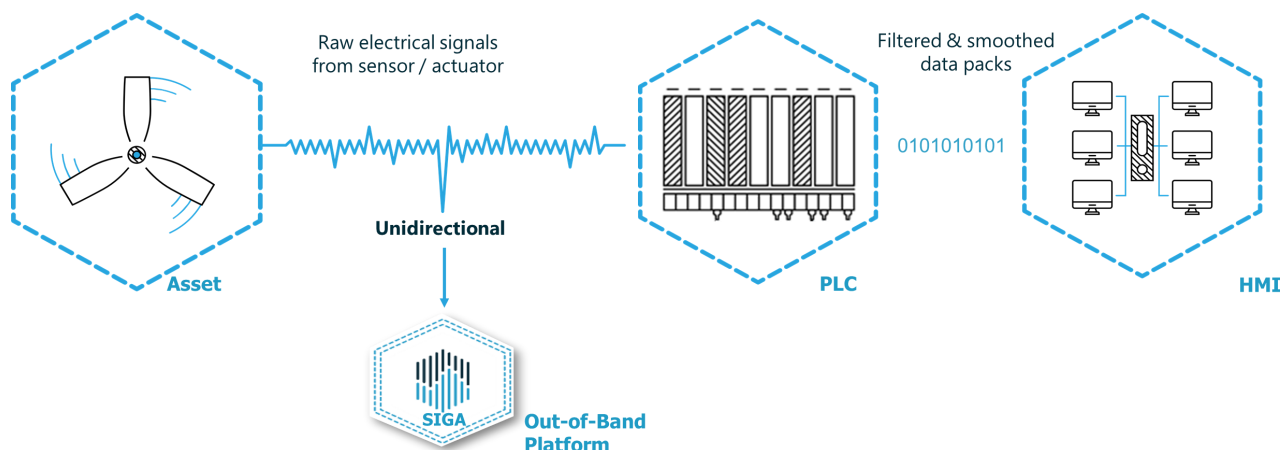 Raw electrical signals
from sensor / actuator
Filtered & smoothed
data packs
0101010101
Unidirectional
Asset
PLC
HMI
SIGA
Out-of-Band
Platform